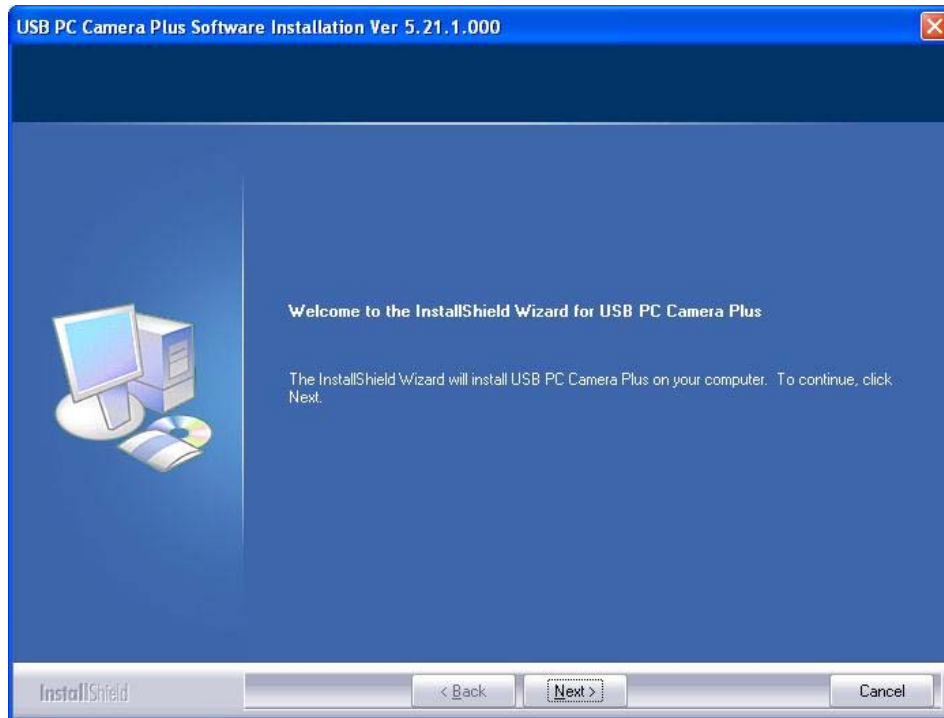 USB PC Camera Plus Software Installation Ver 5.21.1.000
Welcome to the InstallShield Wizard for USB PC Camera Plus
The InstallShield Wizard will install USB PC Camera Plus on your computer. To continue, click
Next.
InstallShield
< Back
Next >
Cancel